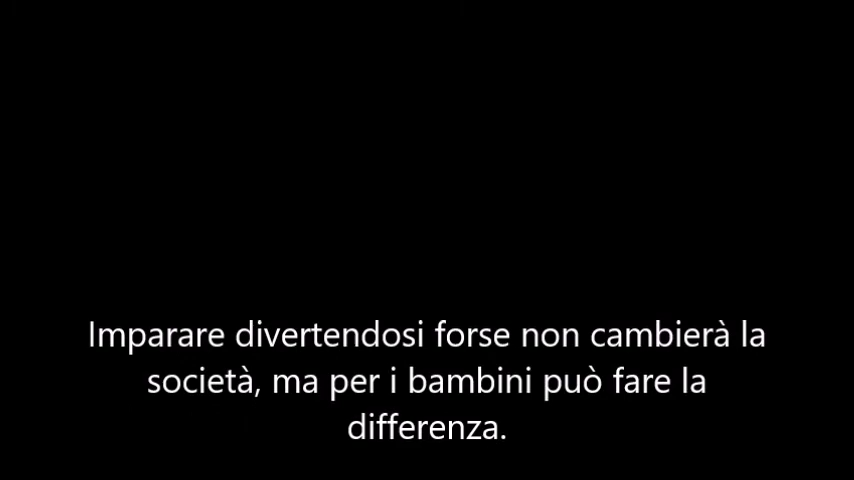 Imparare divertendosi forse non cambierà la
società, ma per i bambini può fare la
differenza.